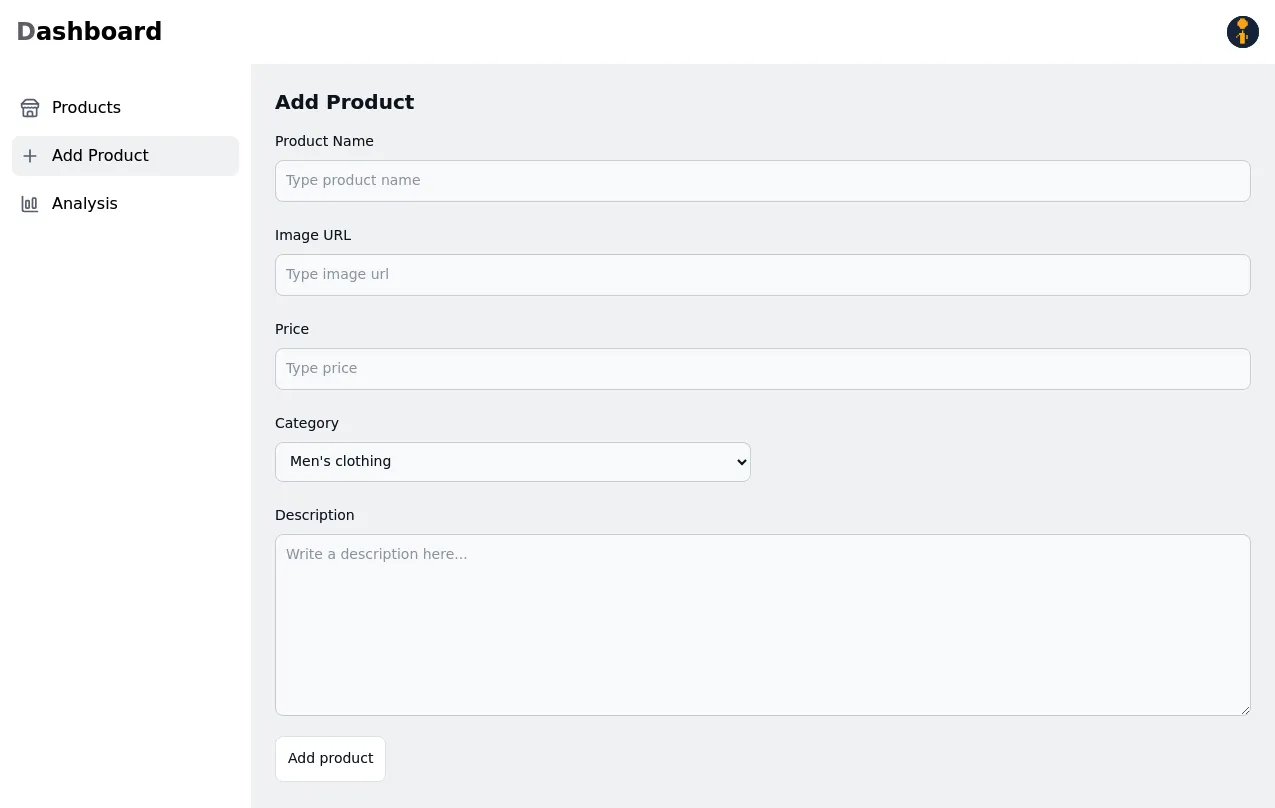 Dashboard
Products
Add Product
Analysis
Add Product
Product Name
Type product name
Image URL
Type image url
Price
Type price
Category
Men's clothing
Description
Write a description here...
Add product